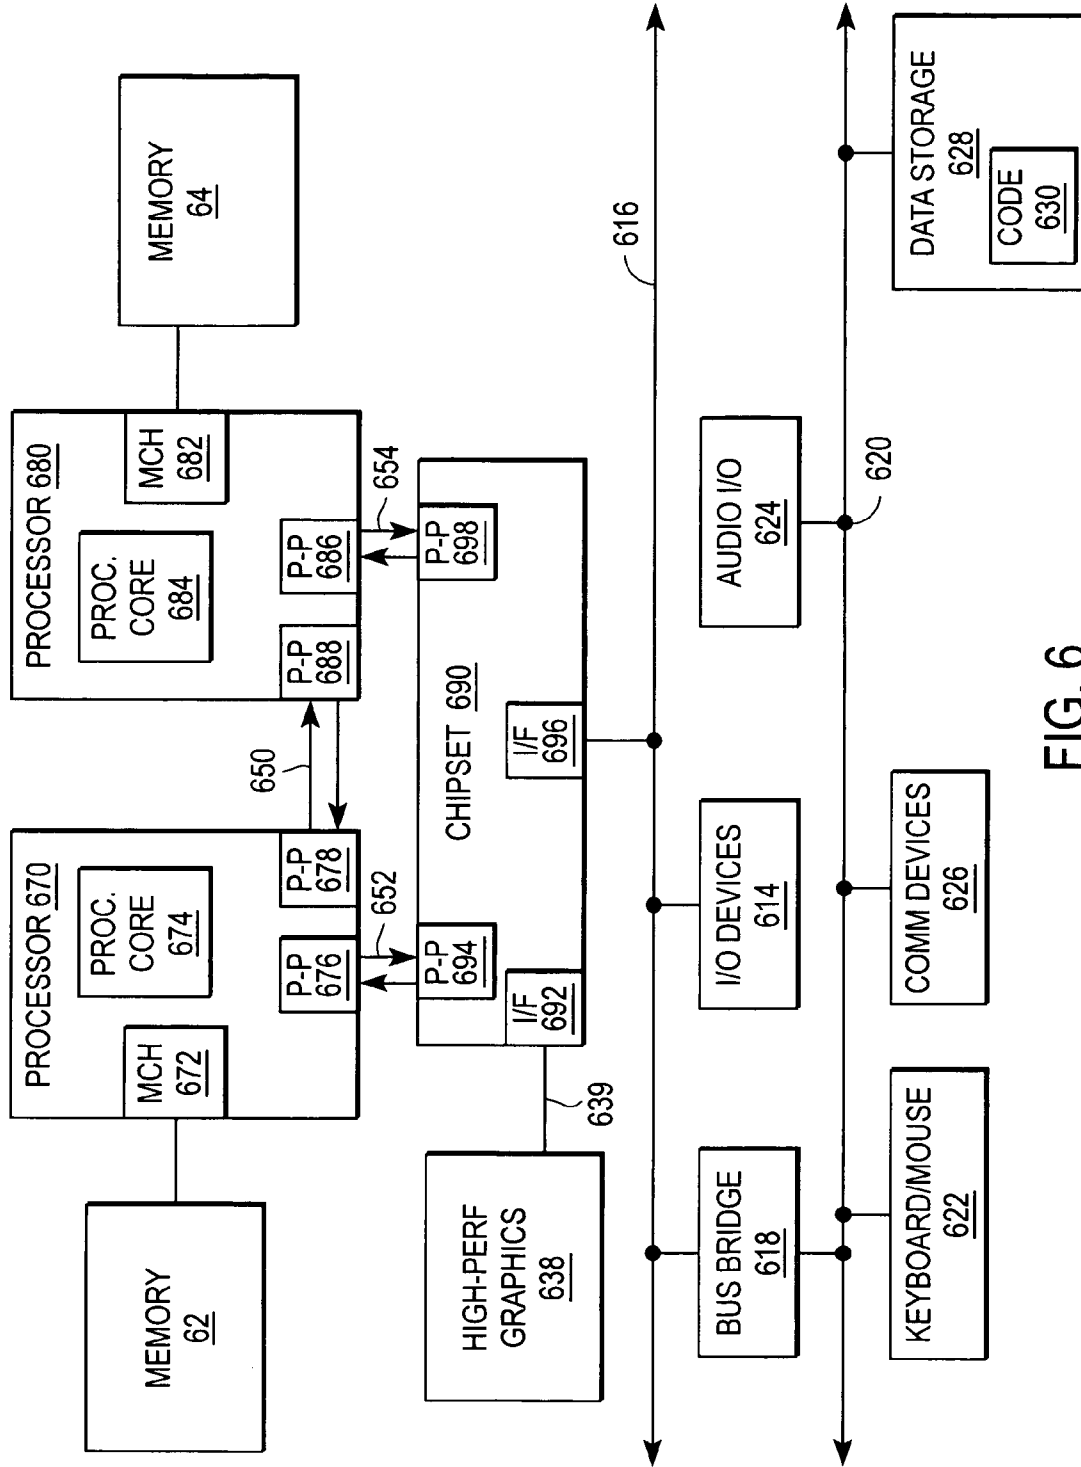 PROCESSOR 670
PROC.
CORE
674
MCH
672
P-P
676
P-P
678
650
PROCESSOR 680
PROC.
CORE
684
MCH
682
P-P
688
P-P
686
MEMORY
62
MEMORY
64
652
654
P-P
694
P-P
698
CHIPSET 690
I/F
692
I/F
696
HIGH-PERF
GRAPHICS
638
639
616
BUS BRIDGE
618
I/O DEVICES
614
AUDIO I/O
624
620
KEYBOARD/MOUSE
622
COMM DEVICES
626
DATA STORAGE
628
CODE
630
FIG. 6